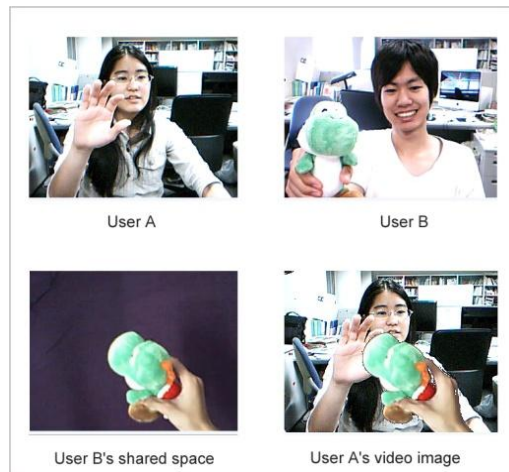 User A
User B
User B's shared space
User A's video image